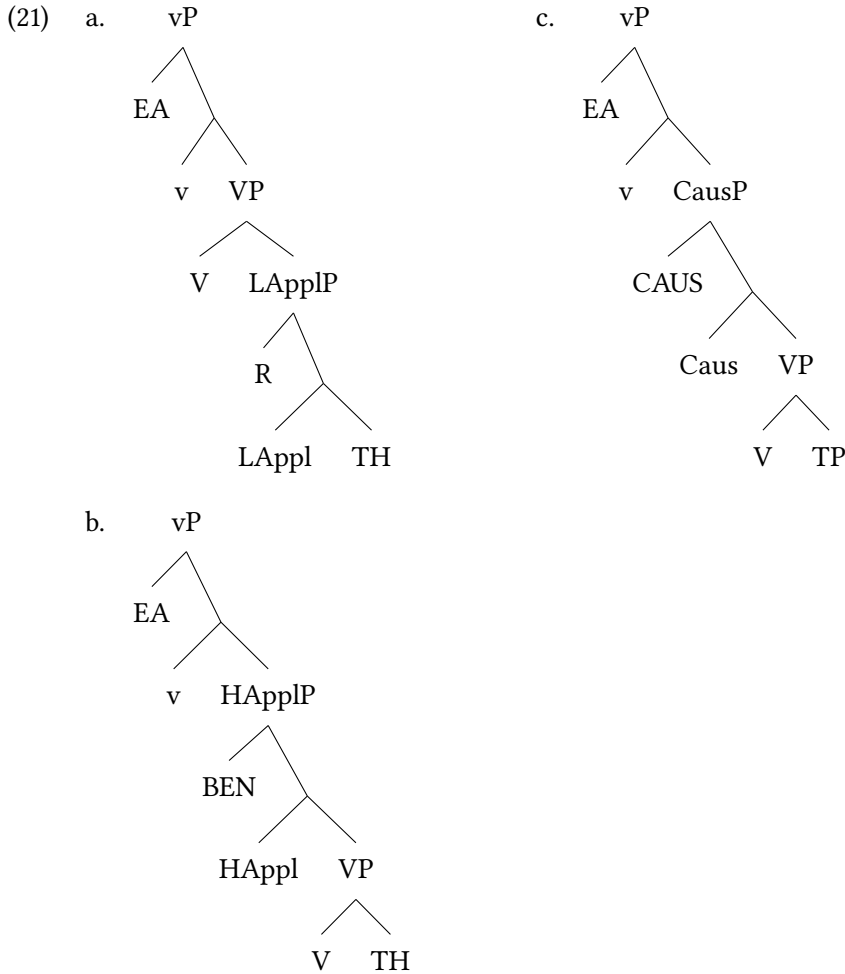 (21) a. vP c. vP
EA EA
v VP v CausP
V LApplP CAUS
R Caus VP
LAppl TH V TP
b. vP
EA
v HApplP
BEN
HAppl VP
V TH